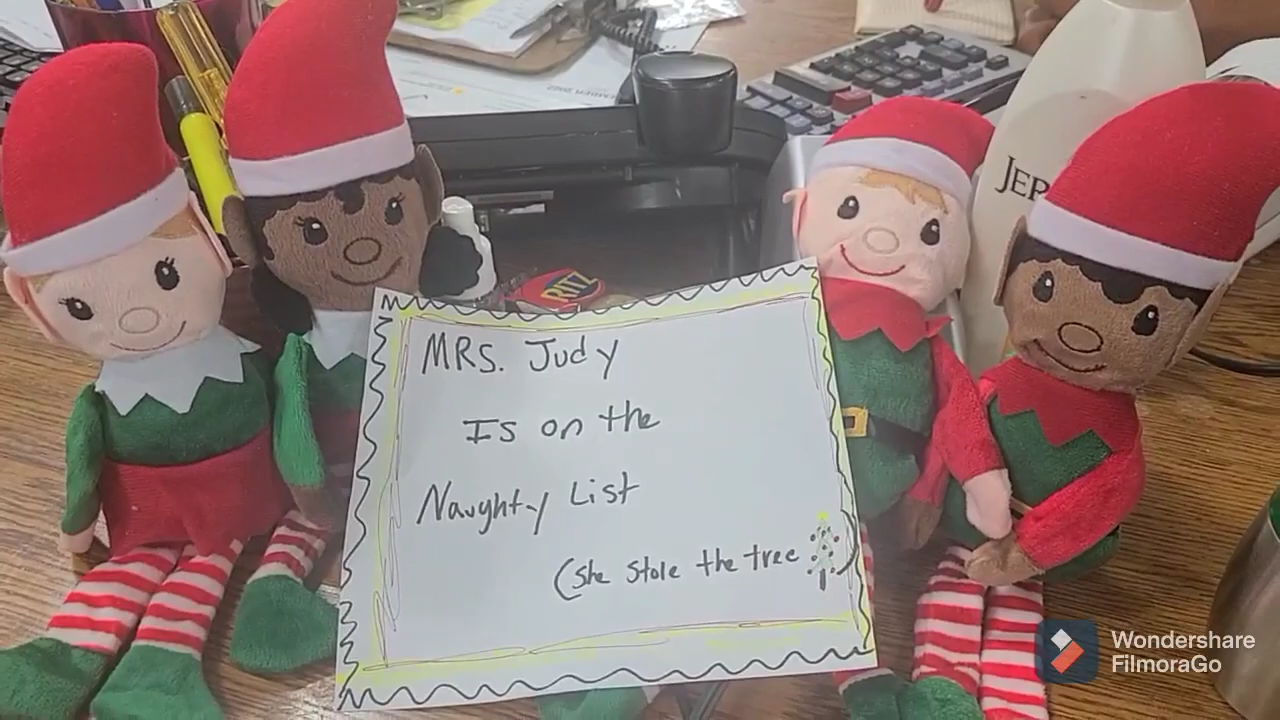 RITZ
JER
MRS. Judy
Is on the
Naughty List
(she stole the tree )
Wondershare
FilmoraGo